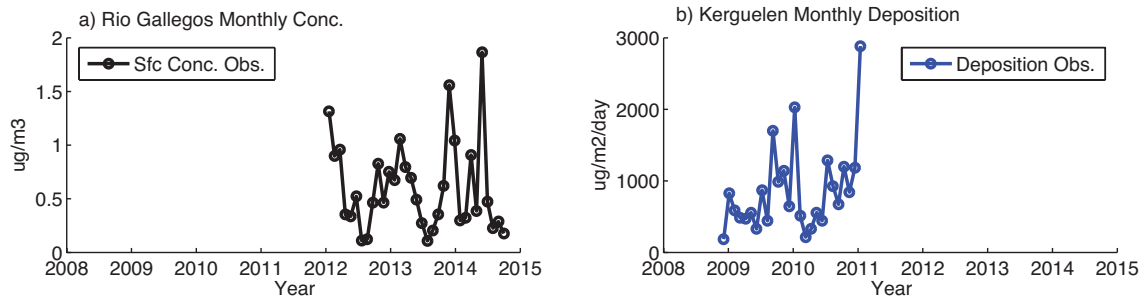 a) Rio Gallegos Monthly Conc.
2
1.5
1
0.5
0
ug/m3
Sfc Conc. Obs.
2008 2009 2010 2011 2012 2013 2014 2015
Year
b) Kerguelen Monthly Deposition
3000
2000
1000
0
ug/m2/day
Deposition Obs.
2008 2009 2010 2011 2012 2013 2014 2015
Year